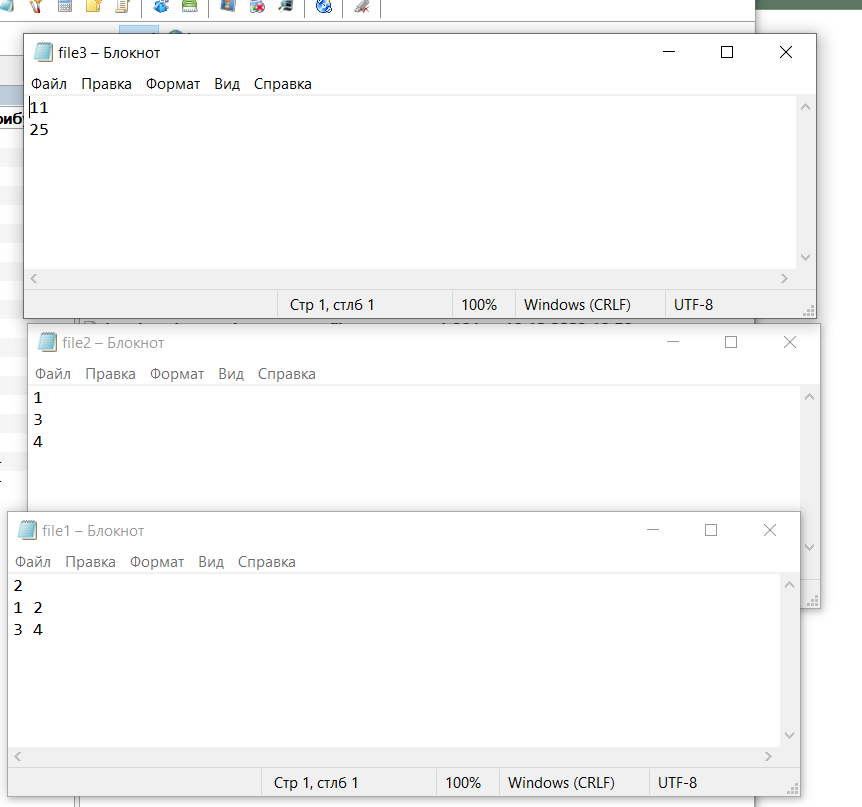 file3 – Блокнот
Файл Правка Формат Вид Справка
11
25
Стр 1, стлб 1 100% Windows (CRLF) UTF-8
file2 – Блокнот
Файл Правка Формат Вид Справка
1
3
4
file1 – Блокнот
Файл Правка Формат Вид Справка
2
1 2
3 4
Стр 1, стлб 1 100% Windows (CRLF) UTF-8